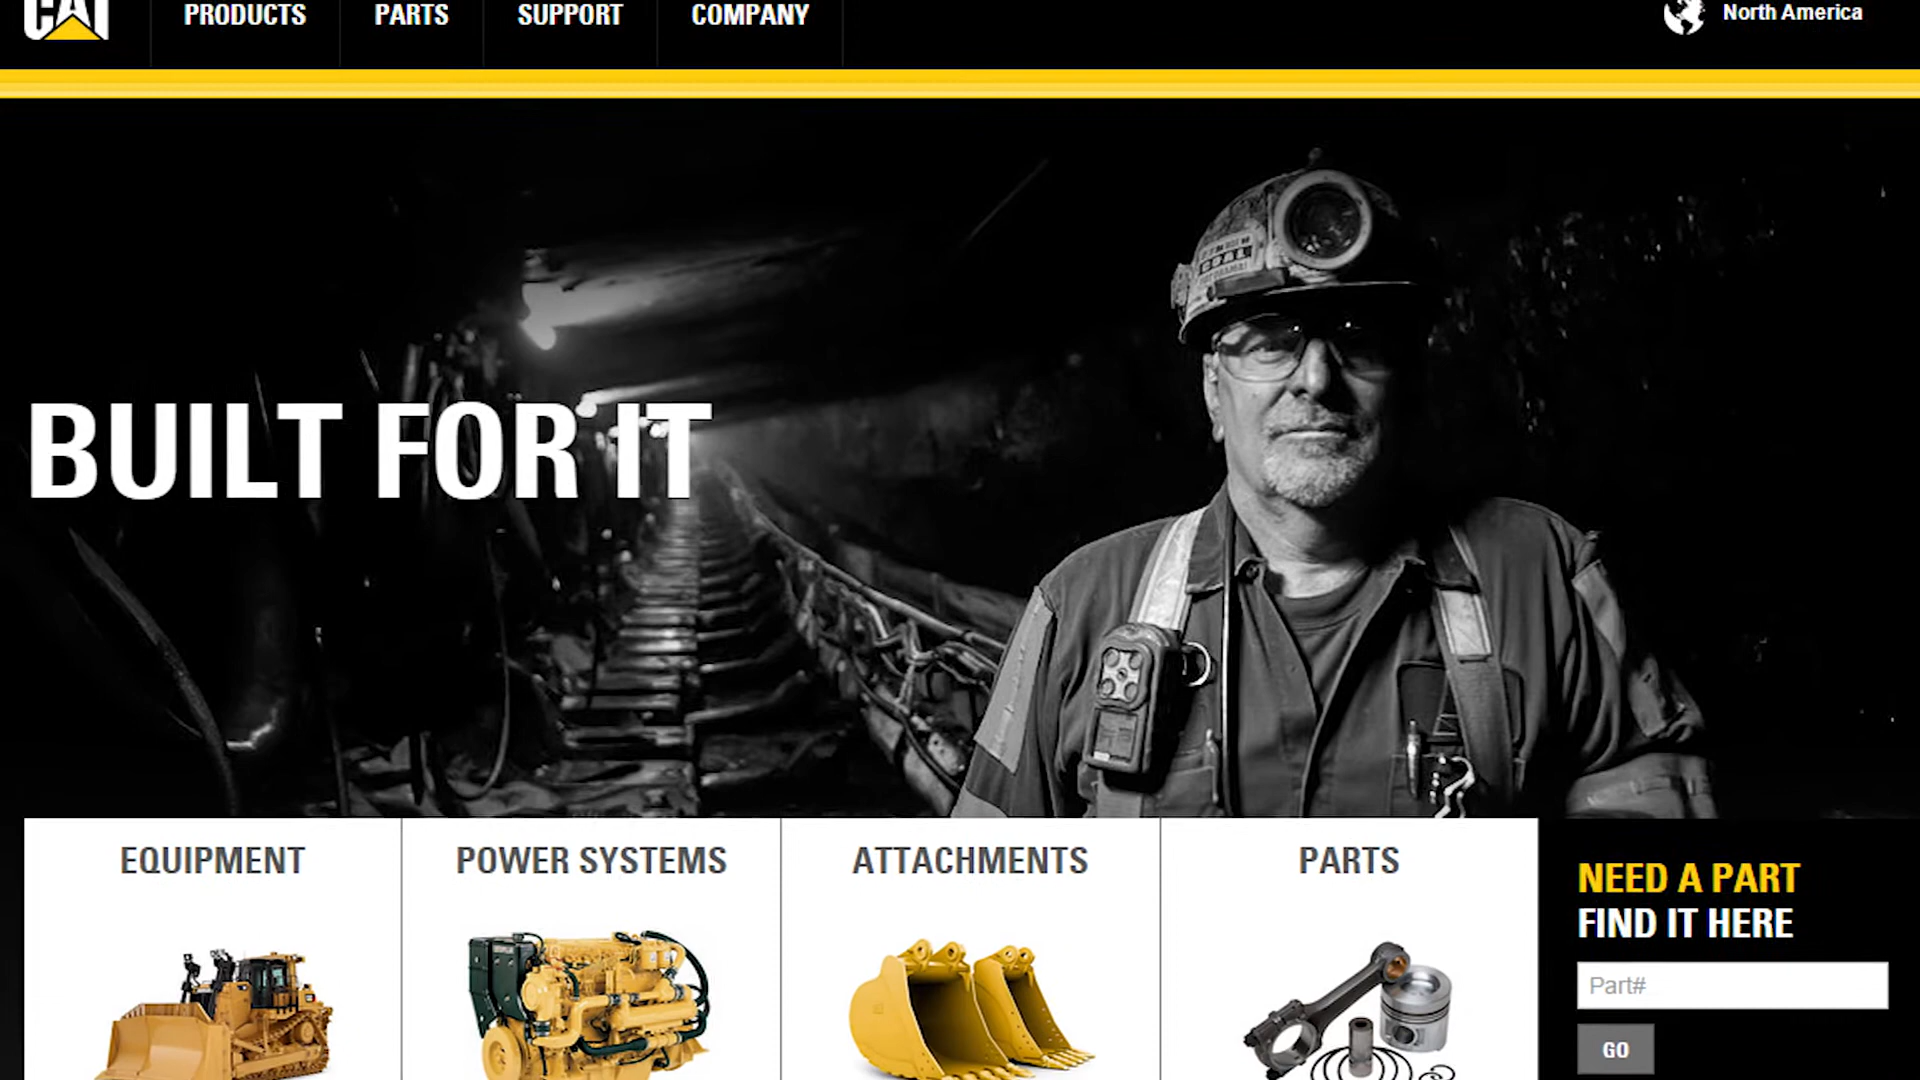 CAT
PRODUCTS
PARTS
SUPPORT
COMPANY
North America
COAL
BUILT FOR IT
EQUIPMENT
POWER SYSTEMS
ATTACHMENTS
PARTS
NEED A PART
FIND IT HERE
Part#
GO